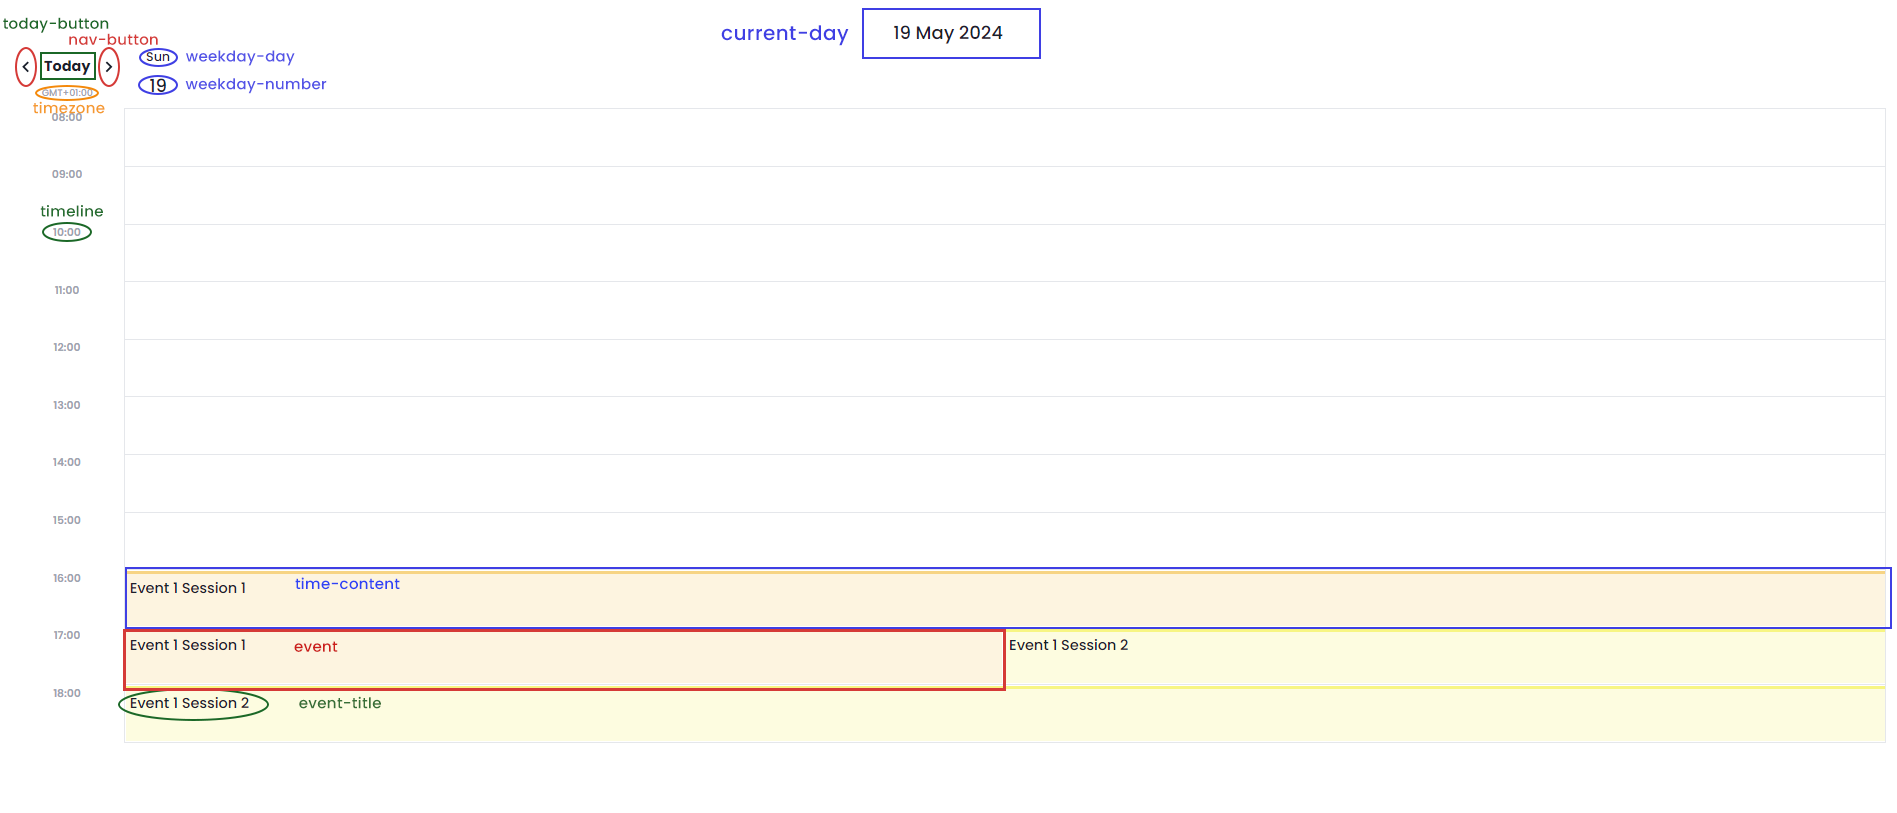 today-button
nav-button
current-day
19 May 2024
Today
Sun
weekday-day
19
weekday-number
GMT+01:00
timezone
08:00
09:00
timeline
10:00
11:00
12:00
13:00
14:00
15:00
16:00
Event 1 Session 1
time-content
17:00
Event 1 Session 1
event
Event 1 Session 2
18:00
Event 1 Session 2
event-title